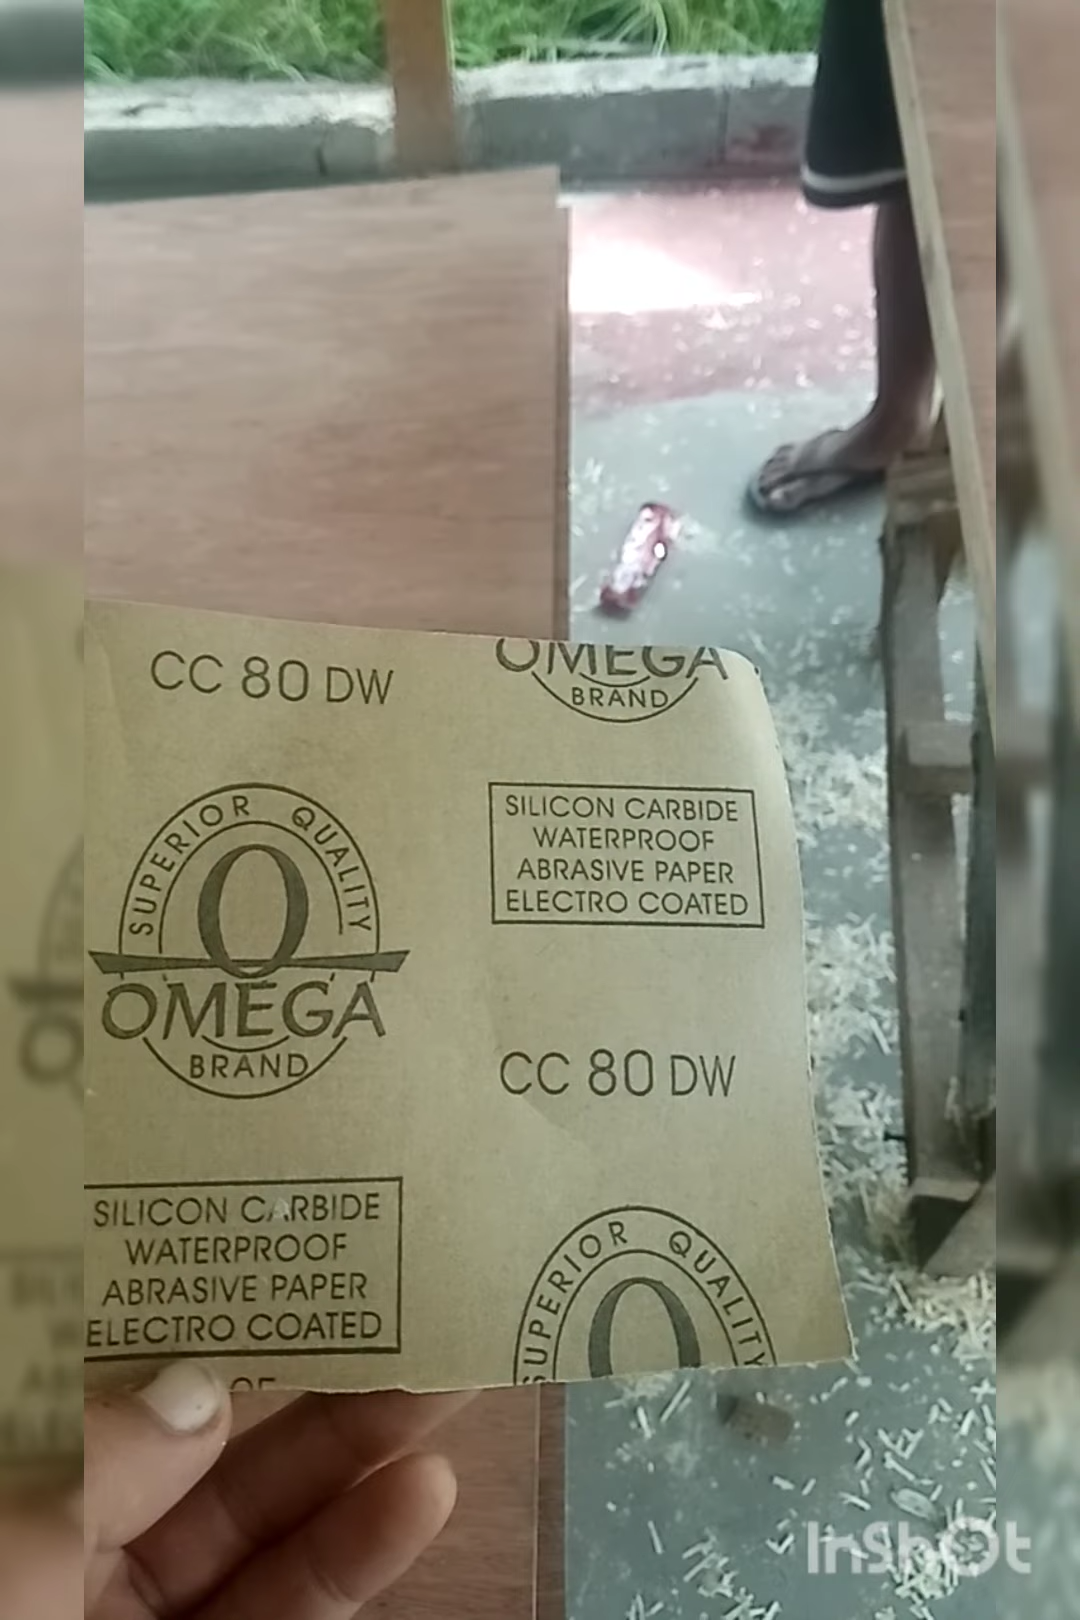 CC 80 DW
OMEGA
BRAND
SUPERIOR QUALITY
OMEGA
BRAND
SILICON CARBIDE
WATERPROOF
ABRASIVE PAPER
ELECTRO COATED
CC 80 DW
SILICON CARBIDE
WATERPROOF
ABRASIVE PAPER
ELECTRO COATED
SUPERIOR QUALITY
InShOt